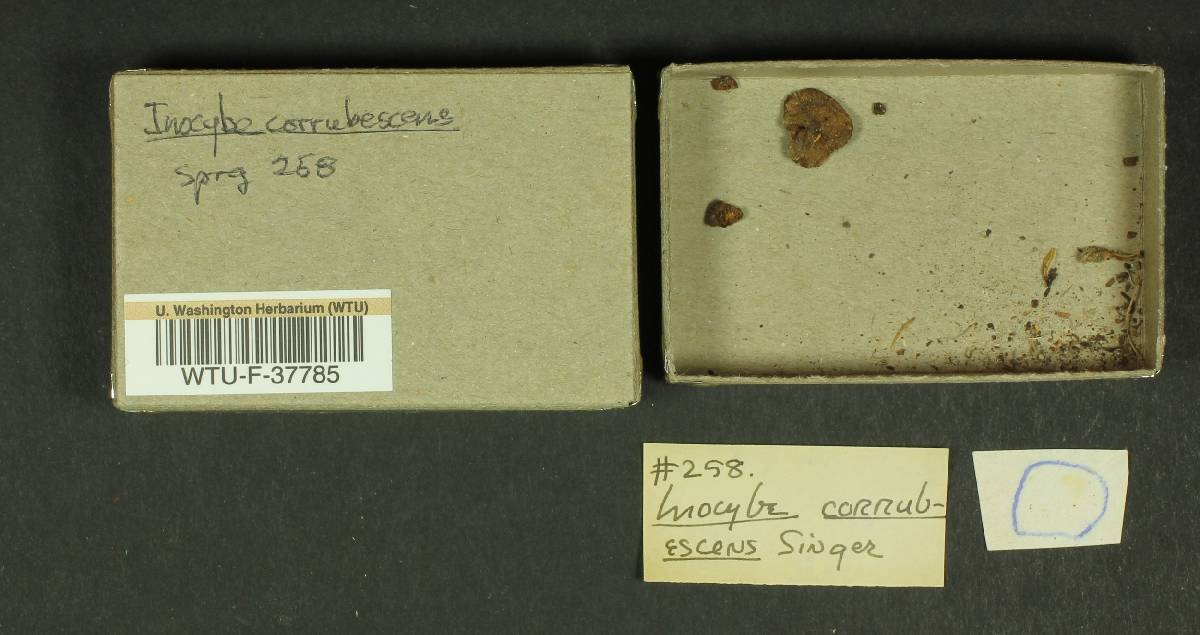 Inocybe corrubescens
Sprg 258
U. Washington Herbarium (WTU)
WTU-F-37785
#258.
Inocybe corrub-
escens Singer